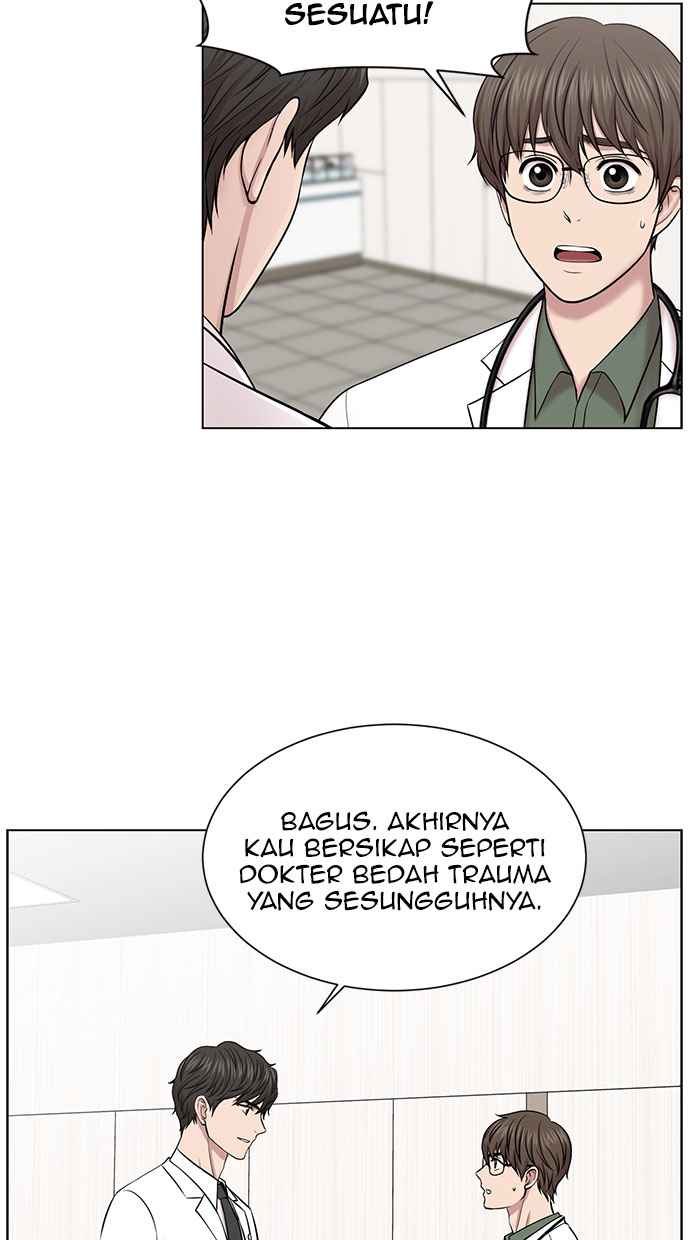 SESUATU!
BAGUS. AKHIRNYA
KAU BERSIKAP SEPERTI
DOKTER BEDAH TRAUMA
YANG SESUNGGUHNYA.